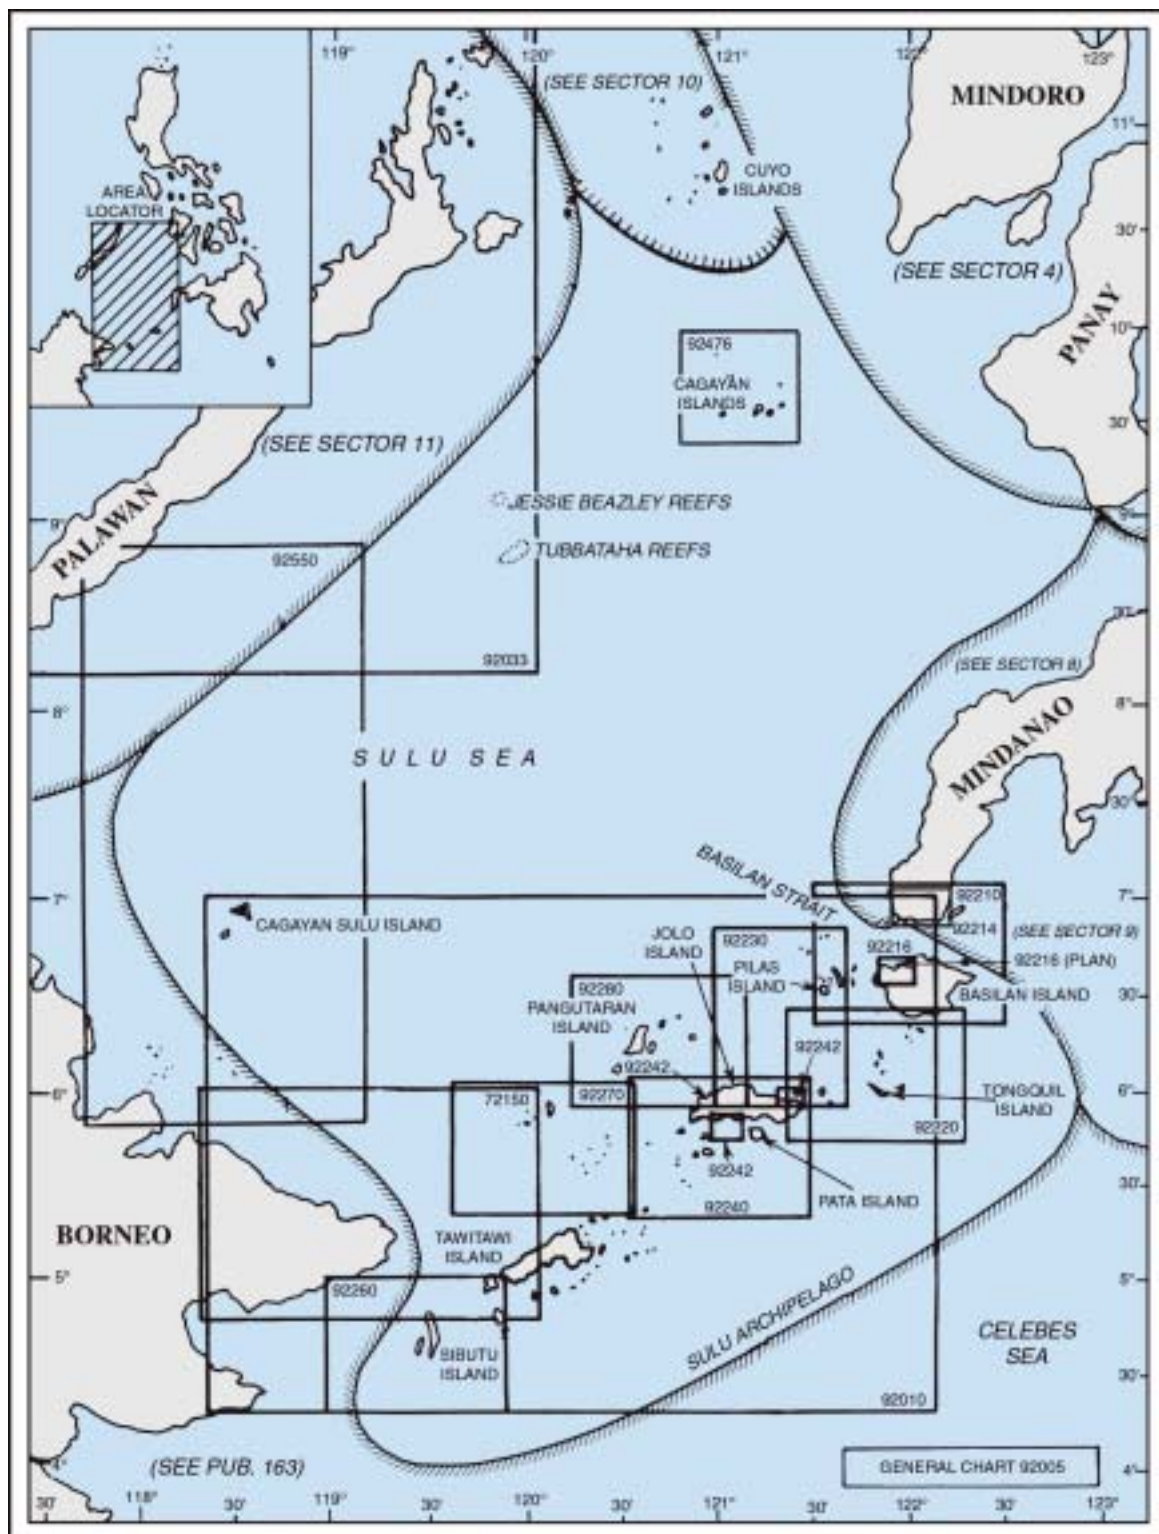 119°
120°
121°
122°
123°
(SEE SECTOR 10)
MINDORO
11°
CUYO
ISLANDS
AREA
LOCATOR
30'
(SEE SECTOR 4)
PANAY
10°
92476
CAGAYAN
ISLANDS
30'
(SEE SECTOR 11)
PALAWAN
JESSIE BEAZLEY REEFS
9°
9°
TUBBATAHA REEFS
92550
30'
92033
(SEE SECTOR 8)
8°
8°
SULU SEA
MINDANAO
30'
BASILAN STRAIT
7°
7°
92210
CAGAYAN SULU ISLAND
92214
(SEE SECTOR 9)
JOLO
ISLAND
92230
92216
92216 (PLAN)
PILAS
ISLAND
92280
PANGUTARAN
ISLAND
BASILAN ISLAND
30'
92242
92242
6°
6°
72150
92270
TONGQUIL
ISLAND
92220
92242
30'
PATA ISLAND
92240
BORNEO
TAWITAWI
ISLAND
5°
5°
92260
SULU ARCHIPELAGO
CELEBES
SEA
SIBUTU
ISLAND
30'
92010
(SEE PUB. 163)
GENERAL CHART 92005
4°
4°
30'
118°
30'
119°
30'
120°
30'
121°
30'
122°
30'
123°